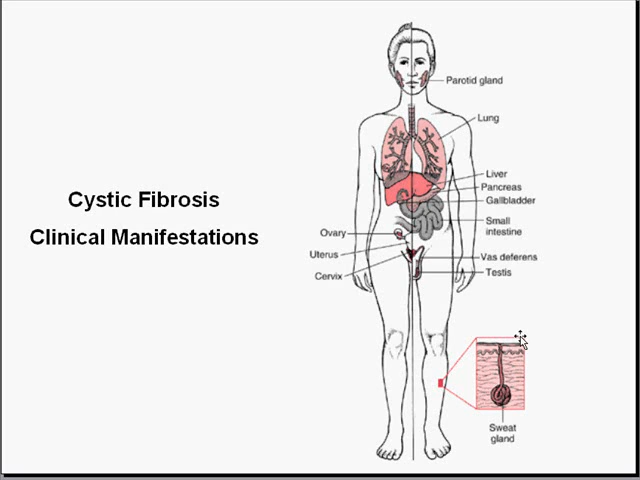 Cystic Fibrosis
Clinical Manifestations
Parotid gland
Lung
Liver
Pancreas
Gallbladder
Small
intestine
Ovary
Uterus
Cervix
Vas deferens
Testis
Sweat
gland